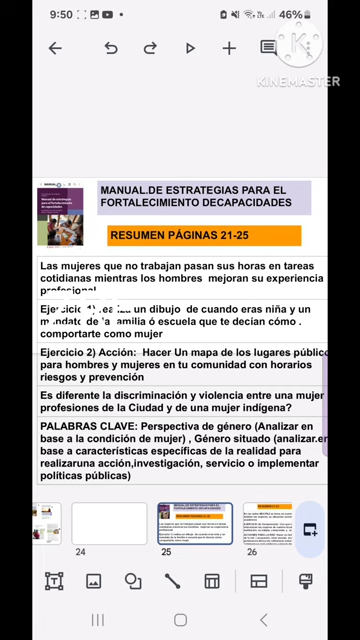 9:50
46%
KINEMASTER
MANUAL.DE ESTRATEGIAS PARA EL
FORTALECIMIENTO DECAPACIDADES
RESUMEN PÁGINAS 21-25
Las mujeres que no trabajan pasan sus horas en tareas
cotidianas mientras los hombres mejoran su experiencia
profesional
Ejercicio 1) un dibujo de cuando eras niña y un
ó escuela que te decían cómo .
comportarte como mujer
Ejercicio 2) Acción: Hacer Un mapa de los lugares públic
para hombres y mujeres en tu comunidad con horarios
riesgos y prevención
Es diferente la discriminación y violencia entre una mujer
profesiones de la Ciudad y de una mujer indígena?
PALABRAS CLAVE: Perspectiva de género (Analizar en
base a la condición de mujer) , Género situado (analizar.en
base a características específicas de la realidad para
realizaruna acción,investigación, servicio o implementar
políticas públicas)
24
25
26